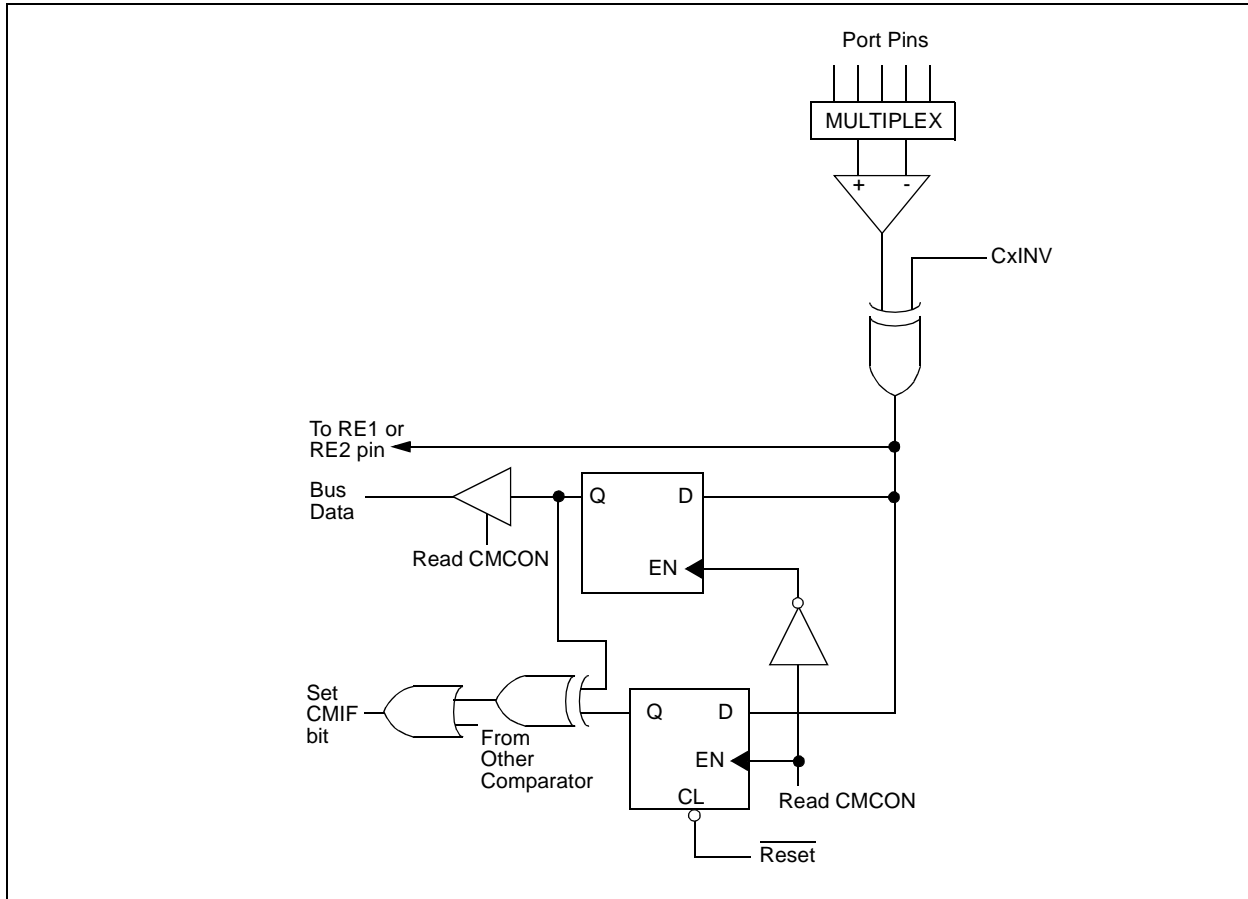 Port Pins
MULTIPLEX
+ -
CxINV
To RE1 or
RE2 pin
Bus
Data
Q D
Read CMCON
EN
Set
CMIF
bit
From
Other
Comparator
Q D
EN
CL
Read CMCON
Reset